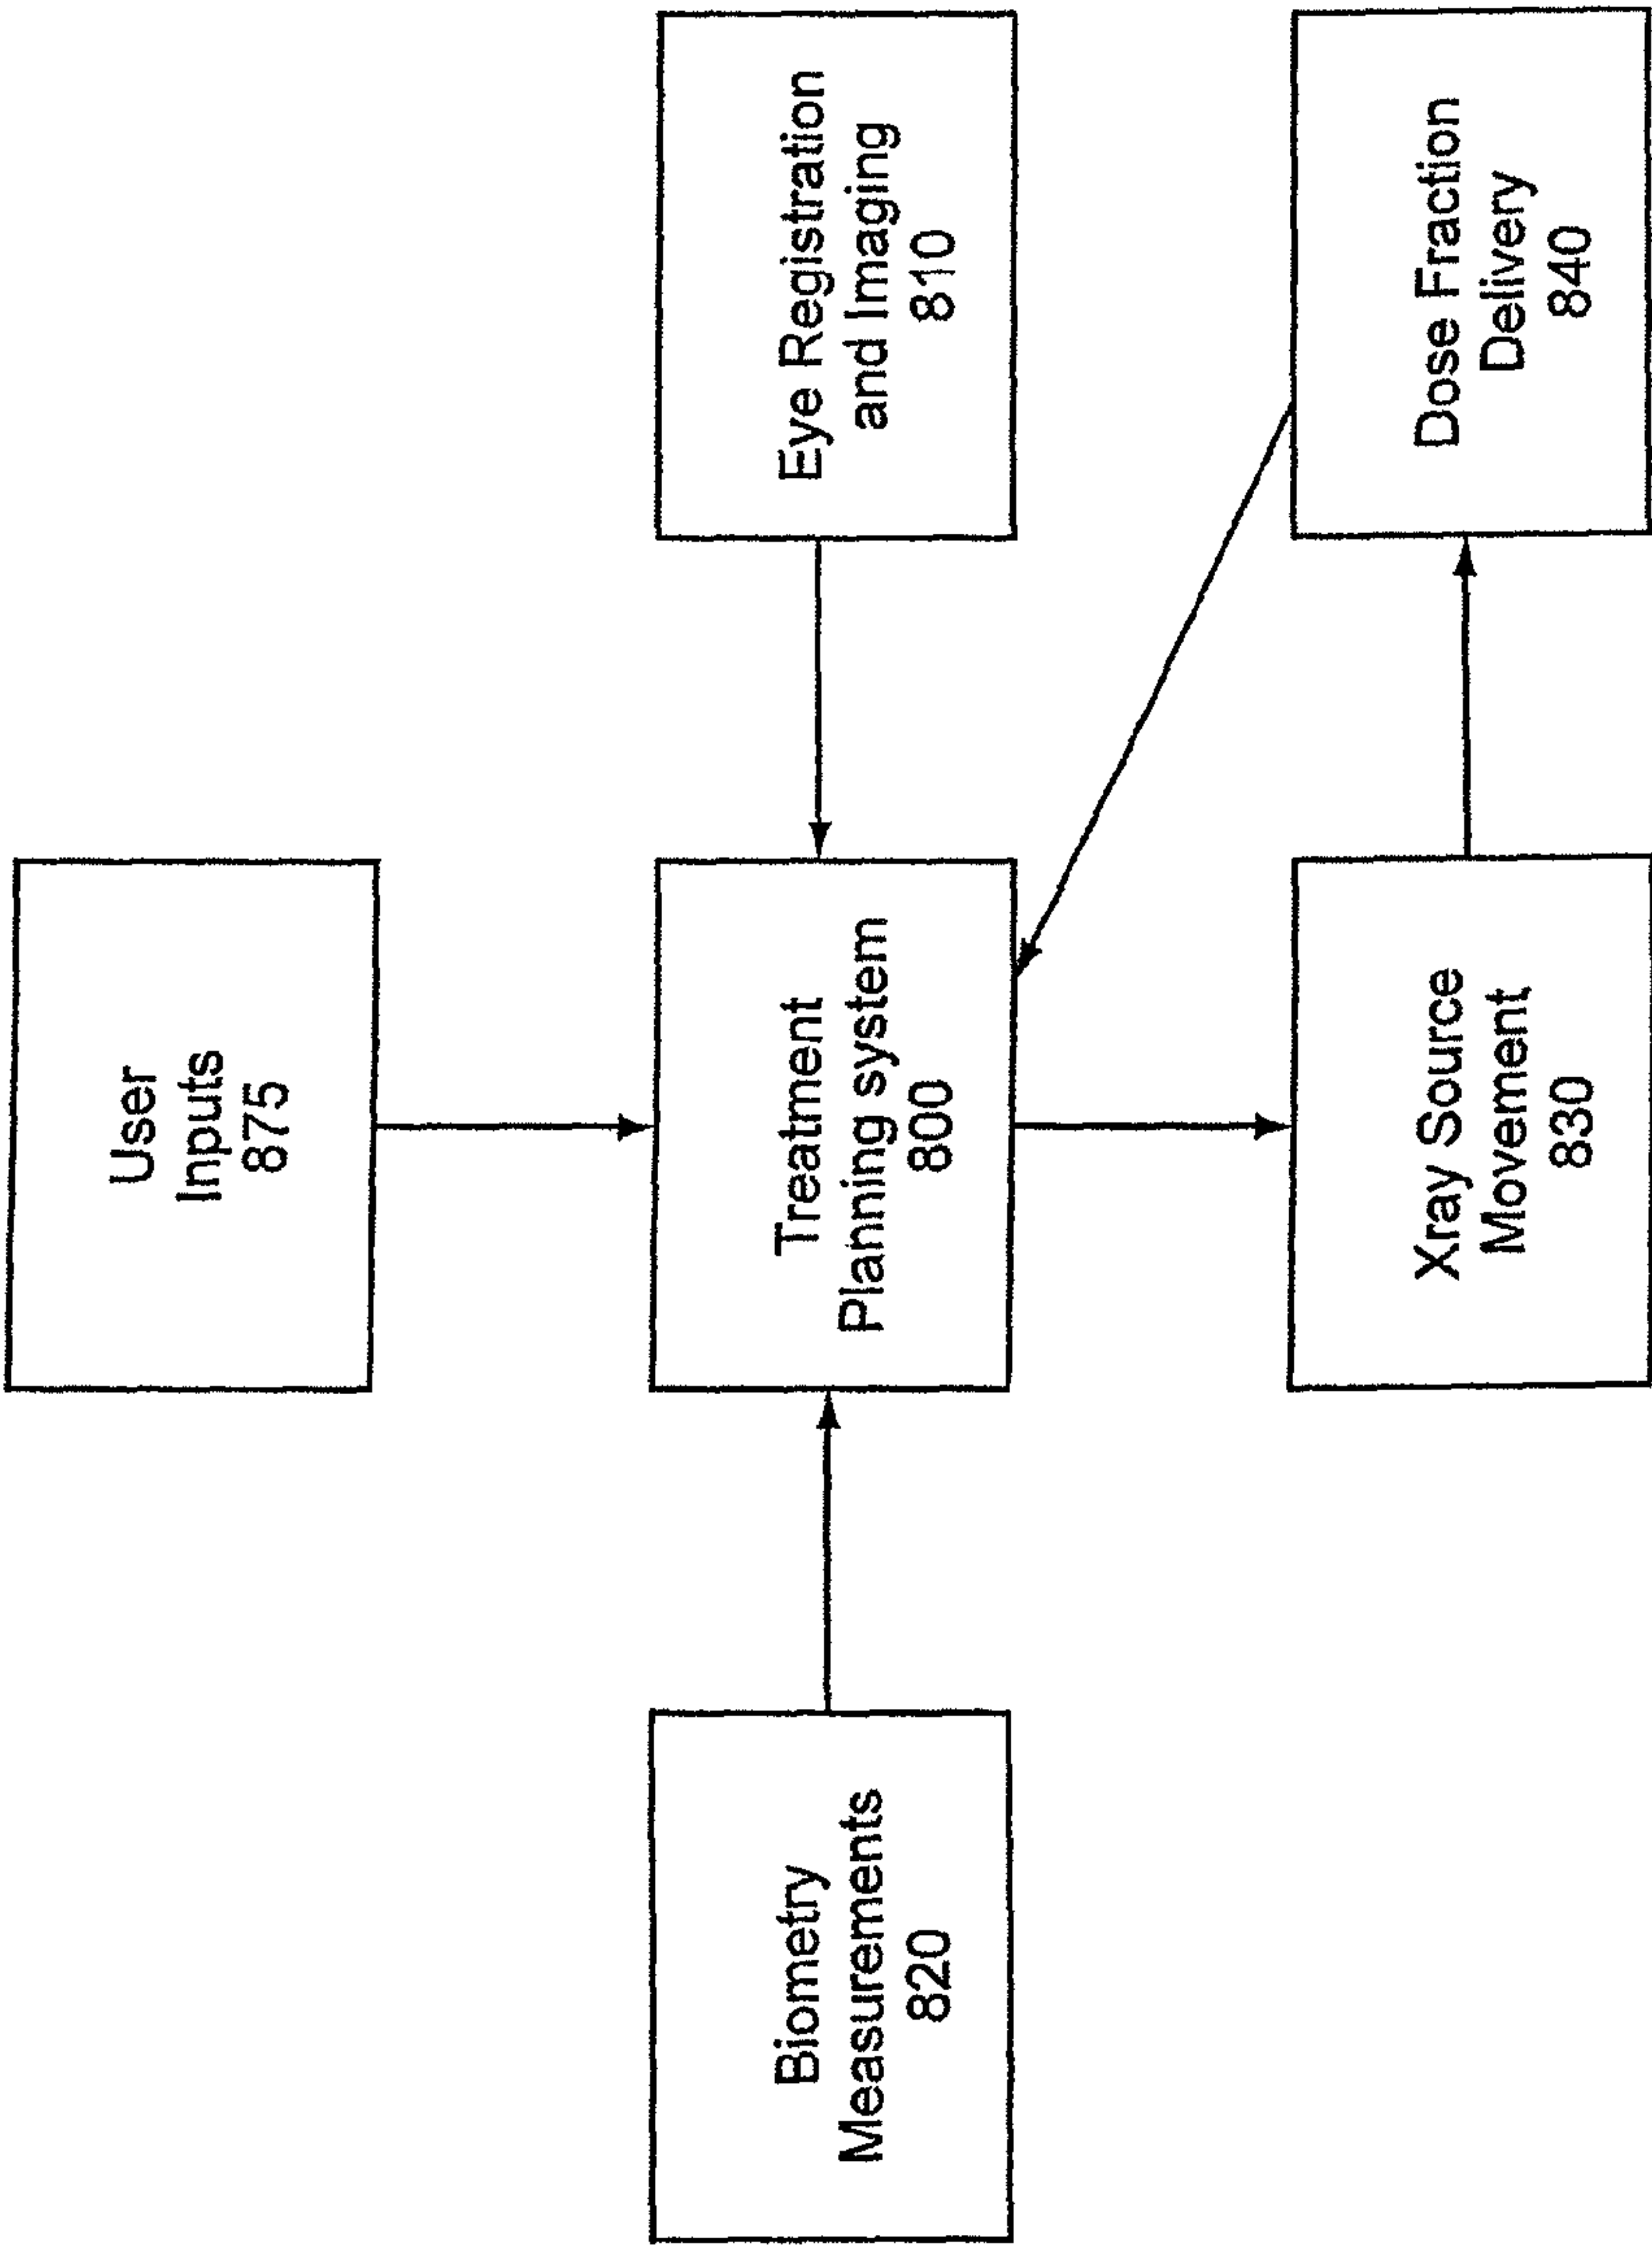 User
Inputs
875
Biometry
Measurements
820
Treatment
Planning system
800
Eye Registration
and Imaging
810
Xray Source
Movement
830
Dose Fraction
Delivery
840